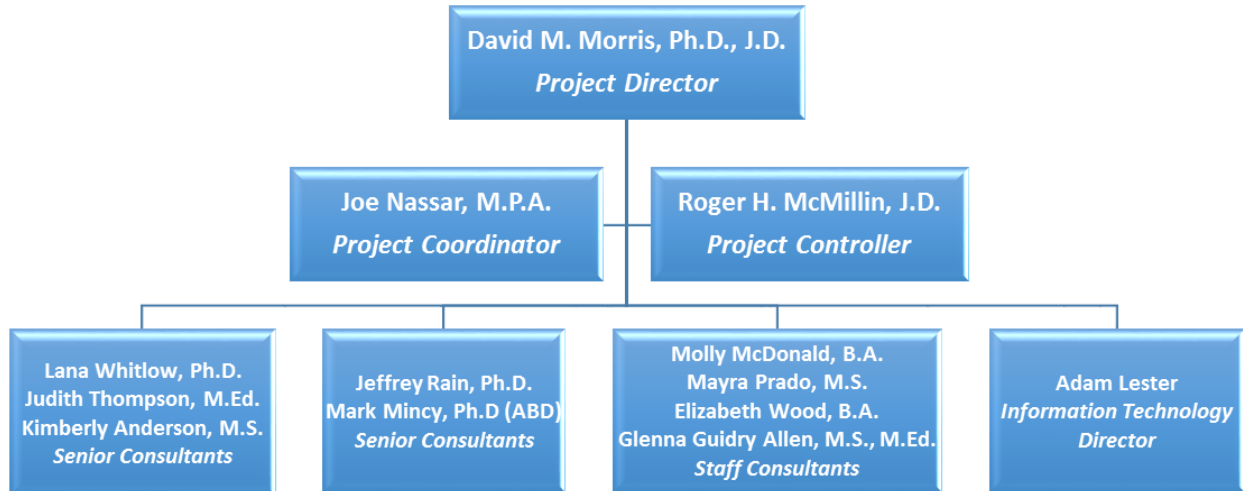 David M. Morris, Ph.D., J.D.
Project Director
Joe Nassar, M.P.A.
Project Coordinator
Roger H. McMillin, J.D.
Project Controller
Lana Whitlow, Ph.D.
Judith Thompson, M.Ed.
Kimberly Anderson, M.S.
Senior Consultants
Jeffrey Rain, Ph.D.
Mark Mincy, Ph.D (ABD)
Senior Consultants
Molly McDonald, B.A.
Mayra Prado, M.S.
Elizabeth Wood, B.A.
Glenna Guidry Allen, M.S., M.Ed.
Staff Consultants
Adam Lester
Information Technology
Director